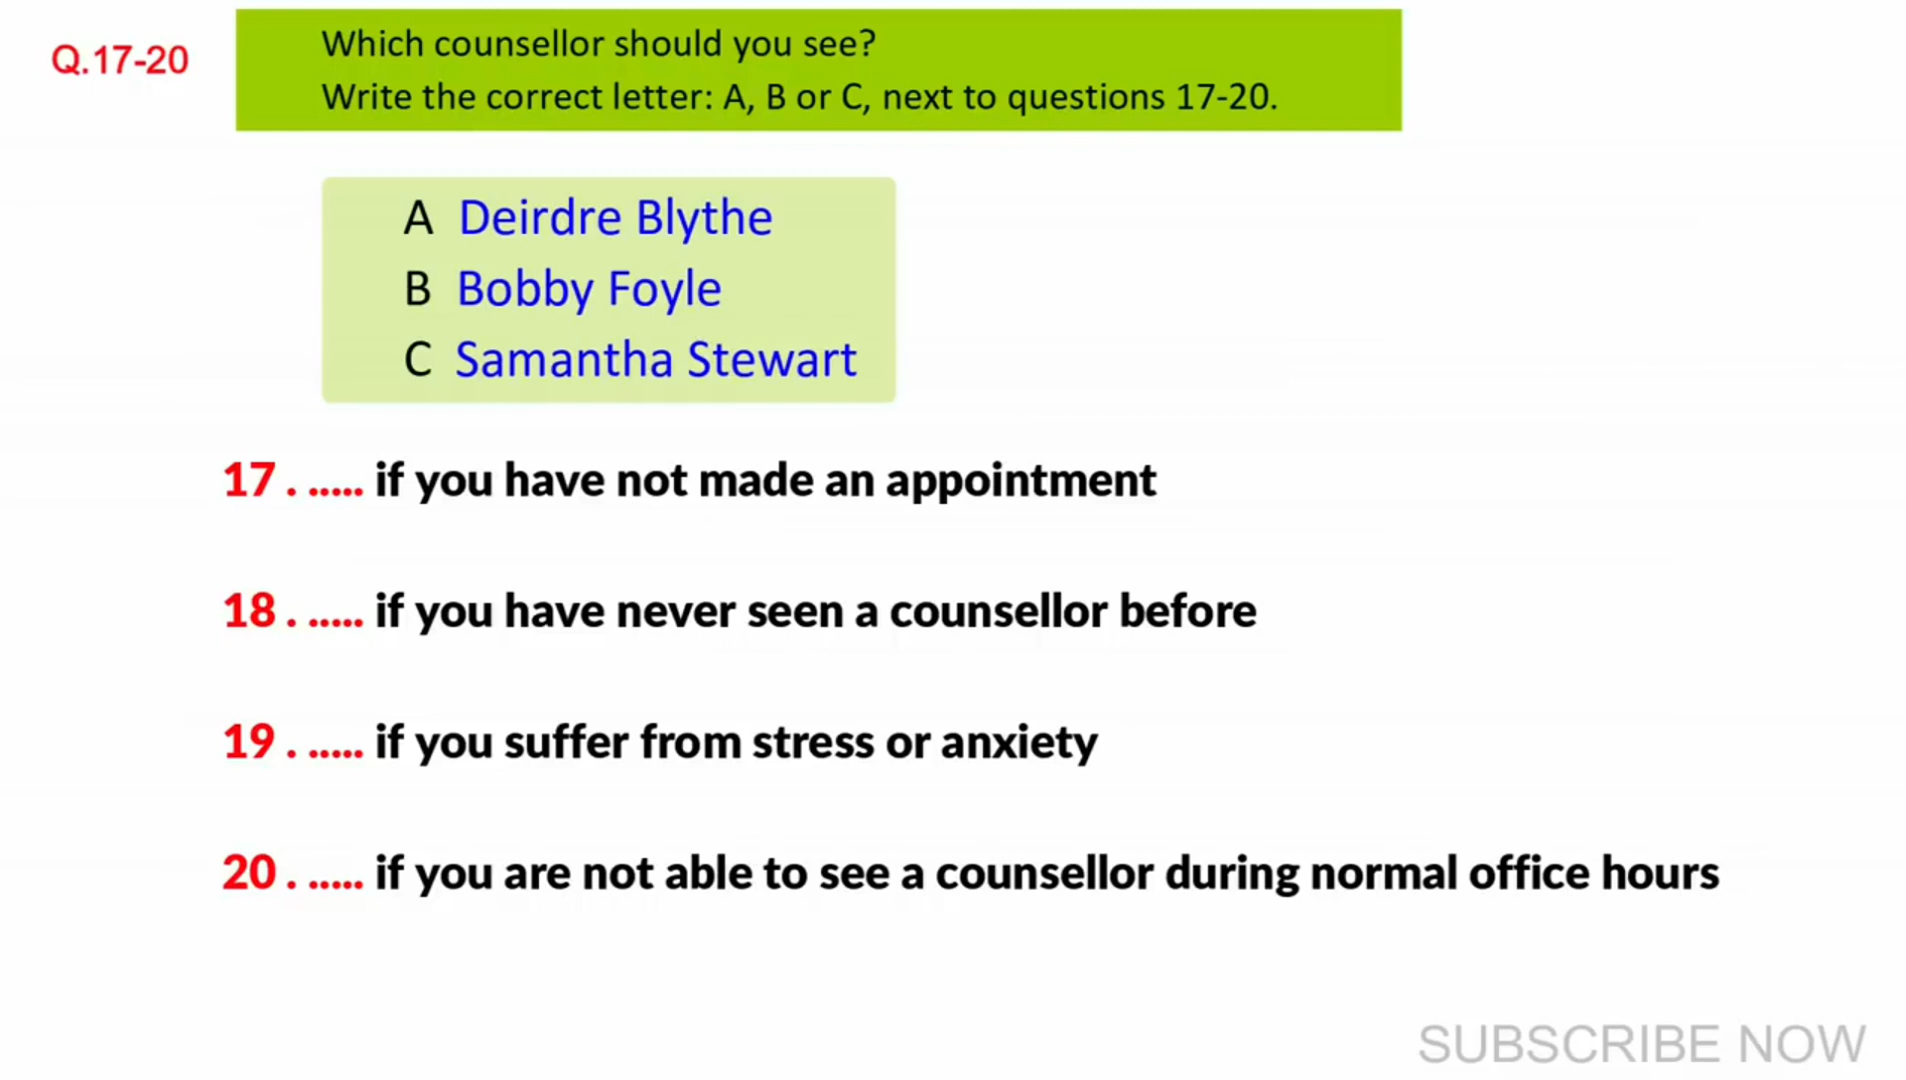 Q.17-20
Which counsellor should you see?
Write the correct letter: A, B or C, next to questions 17-20.
A Deirdre Blythe
B Bobby Foyle
C Samantha Stewart
17 . ..... if you have not made an appointment
18 . ..... if you have never seen a counsellor before
19 . ..... if you suffer from stress or anxiety
20 . ..... if you are not able to see a counsellor during normal office hours
SUBSCRIBE NOW